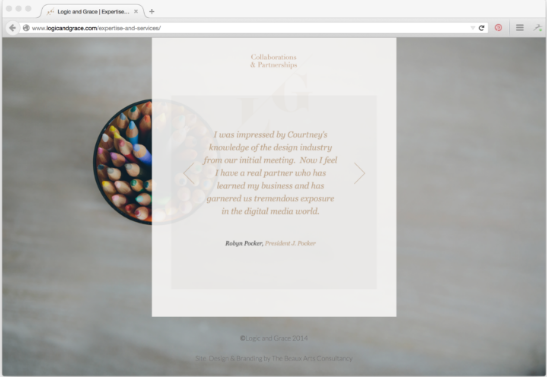 Logic and Grace | Expertise...
www.logicandgrace.com/expertise-and-services/
Collaborations
& Partnerships
I was impressed by Courtney's
knowledge of the design industry
from our initial meeting. Now I feel
I have a real partner who has
learned my business and has
garnered us tremendous exposure
in the digital media world.
Robyn Pocker, President J. Pocker
©Logic and Grace 2014
Site Design & Branding by The Beaux Arts Consultancy